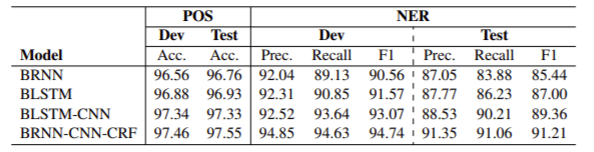 POS NER
Dev Test Dev Test
Model Acc. Acc. Prec. Recall F1 Prec. Recall F1
BRNN 96.56 96.76 92.04 89.13 90.56 87.05 83.88 85.44
BLSTM 96.88 96.93 92.31 90.85 91.57 87.77 86.23 87.00
BLSTM-CNN 97.34 97.33 92.52 93.64 93.07 88.53 90.21 89.36
BRNN-CNN-CRF 97.46 97.55 94.85 94.63 94.74 91.35 91.06 91.21